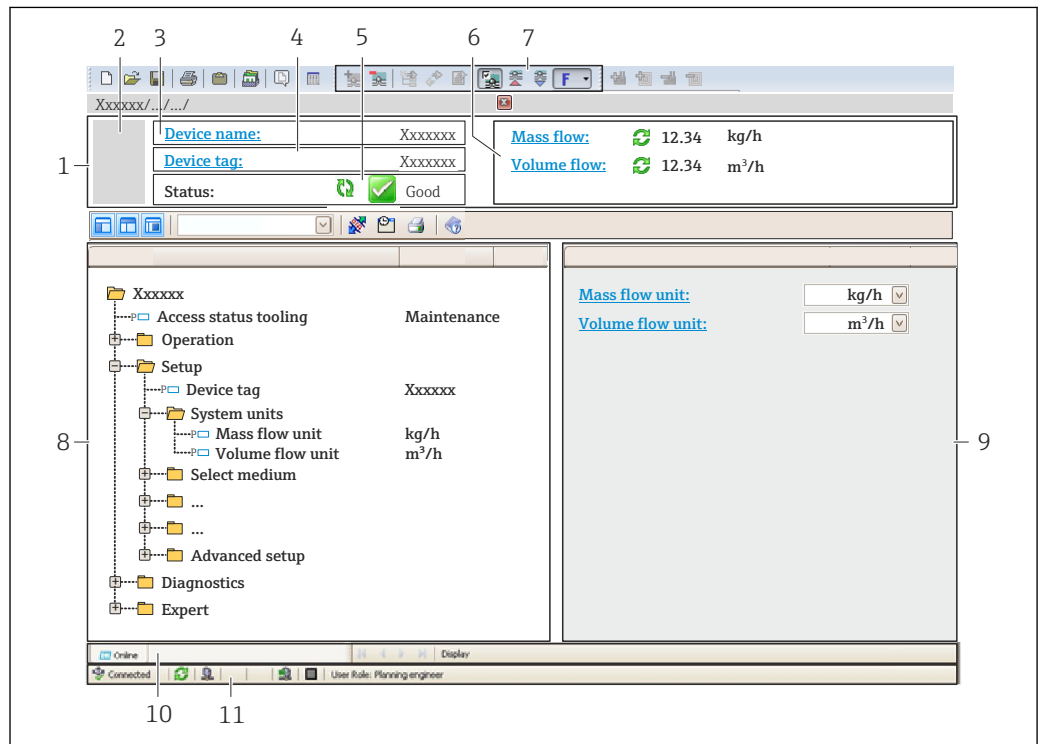 2 3 4 5 6 7
F
Xxxxxx/.../.../
Device name: Xxxxxxx
Mass flow: 12.34 kg/h
1
Device tag: Xxxxxxx
Volume flow: 12.34 m³/h
Status: Good
Xxxxxx
Mass flow unit: kg/h
P Access status tooling Maintenance
Volume flow unit: m³/h
Operation
Setup
P Device tag Xxxxxx
System units
P Mass flow unit kg/h
8
9
P Volume flow unit m³/h
Select medium
...
...
Advanced setup
Diagnostics
Expert
Online Display
Connected User Role: Planning engineer
10 11